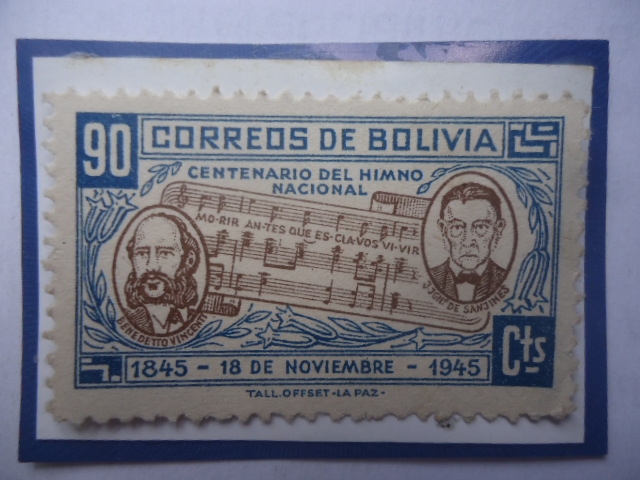 90
CORREOS DE BOLIVIA
CENTENARIO DEL HIMNO
NACIONAL
MO-RIR AN-TES QUE ES-CLA-VOS VI-VIR
BENEDETTO VINCENTI
DE SANJINES
Cts
1845 - 18 DE NOVIEMBRE - 1945
TALL. OFFSET -LA PAZ-